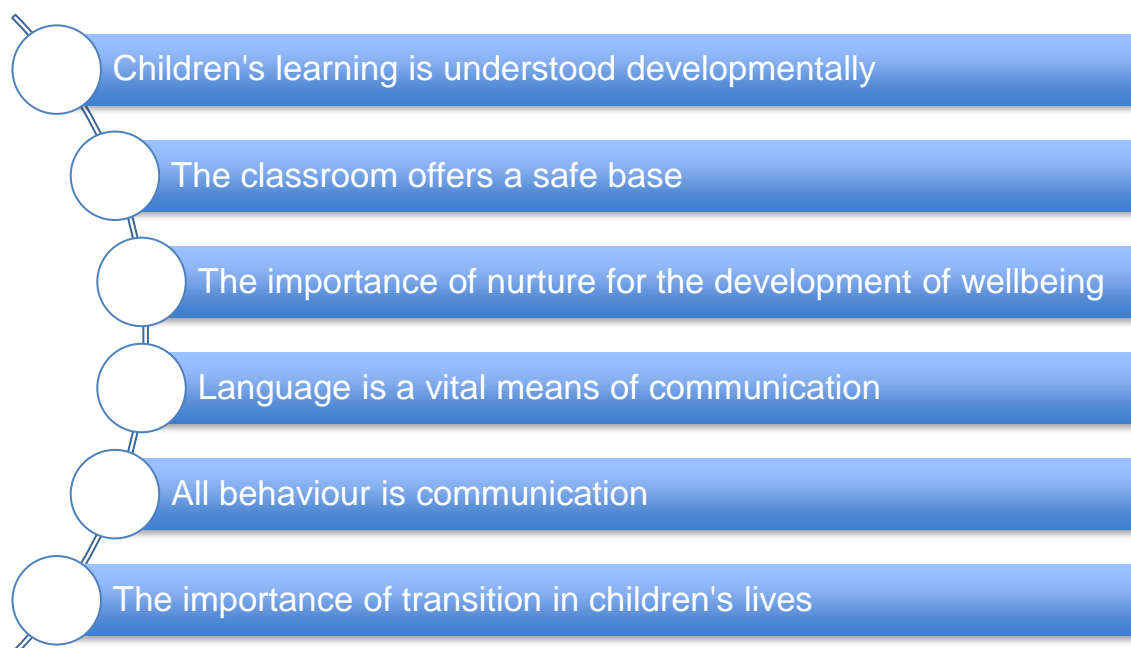 Children's learning is understood developmentally
The classroom offers a safe base
The importance of nurture for the development of wellbeing
Language is a vital means of communication
All behaviour is communication
The importance of transition in children's lives